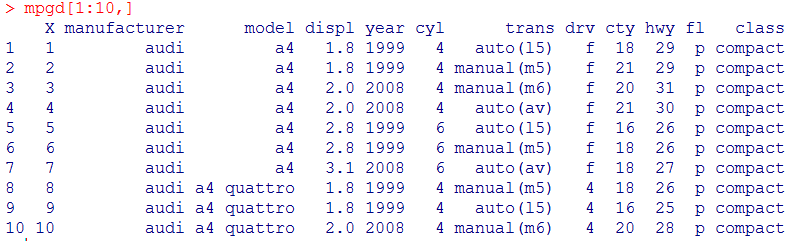 > mpgd[1:10,]
X manufacturer model displ year cyl trans drv cty hwy fl class
1 1 audi a4 1.8 1999 4 auto(l5) f 18 29 p compact
2 2 audi a4 1.8 1999 4 manual(m5) f 21 29 p compact
3 3 audi a4 2.0 2008 4 manual(m6) f 20 31 p compact
4 4 audi a4 2.0 2008 4 auto(av) f 21 30 p compact
5 5 audi a4 2.8 1999 6 auto(l5) f 16 26 p compact
6 6 audi a4 2.8 1999 6 manual(m5) f 18 26 p compact
7 7 audi a4 3.1 2008 6 auto(av) f 18 27 p compact
8 8 audi a4 quattro 1.8 1999 4 manual(m5) 4 18 26 p compact
9 9 audi a4 quattro 1.8 1999 4 auto(l5) 4 16 25 p compact
10 10 audi a4 quattro 2.0 2008 4 manual(m6) 4 20 28 p compact